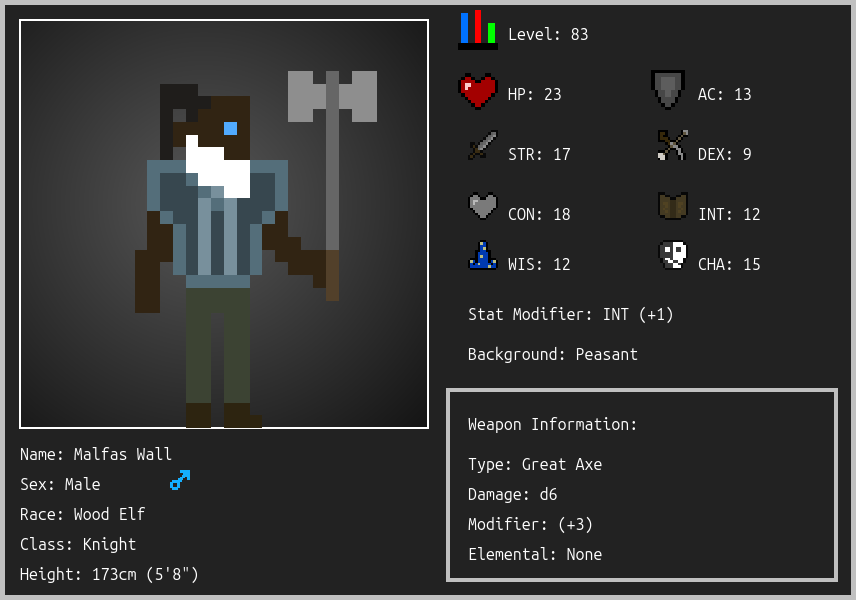 Level: 83
HP: 23
AC: 13
STR: 17
DEX: 9
CON: 18
INT: 12
WIS: 12
CHA: 15
Stat Modifier: INT (+1)
Background: Peasant
Weapon Information:
Type: Great Axe
Damage: d6
Modifier: (+3)
Elemental: None
Name: Malfas Wall
Sex: Male
Race: Wood Elf
Class: Knight
Height: 173cm (5'8")